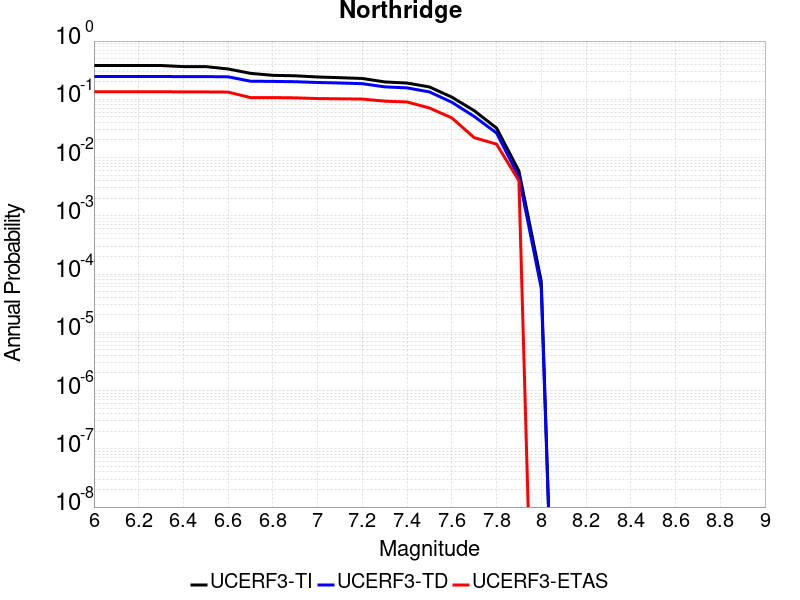 Northridge
10^0
10^-1
10^-2
10^-3
10^-4
10^-5
10^-6
10^-7
10^-8
Annual Probability
6 6.2 6.4 6.6 6.8 7 7.2 7.4 7.6 7.8 8 8.2 8.4 8.6 8.8 9
Magnitude
UCERF3-TI UCERF3-TD UCERF3-ETAS